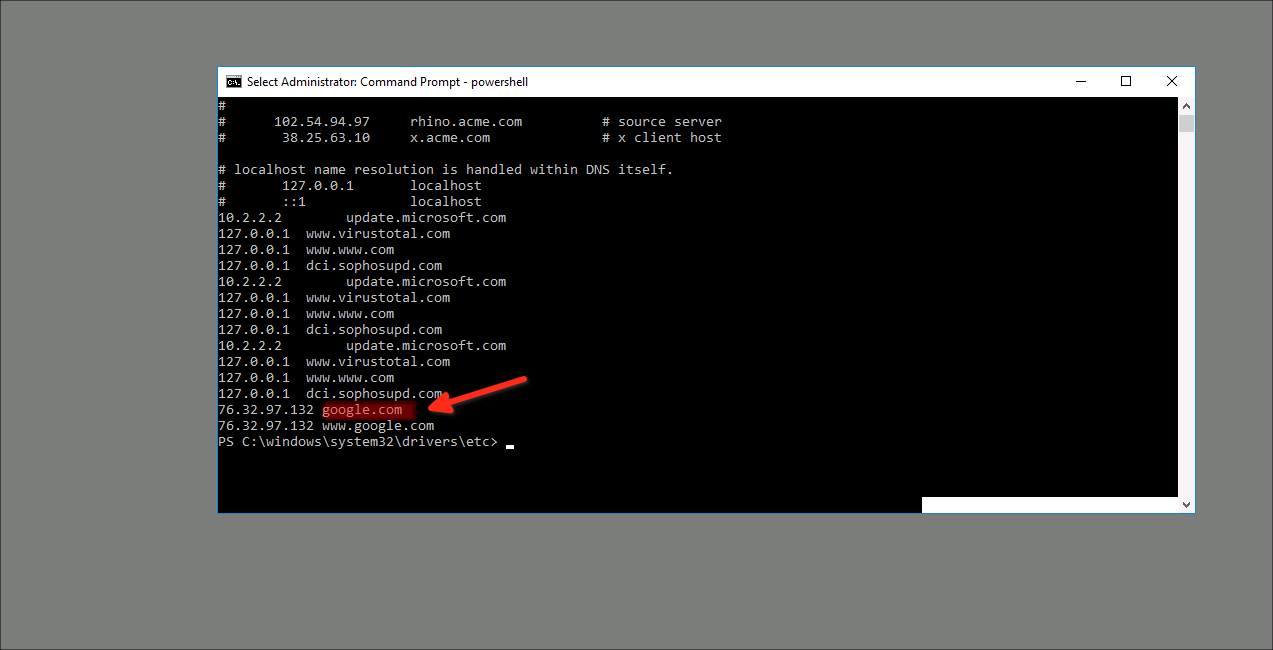 Select Administrator: Command Prompt - powershell
#
#      102.54.94.97     rhino.acme.com          # source server
#       38.25.63.10     x.acme.com              # x client host
# localhost name resolution is handled within DNS itself.
#       127.0.0.1       localhost
#       ::1             localhost
10.2.2.2        update.microsoft.com
127.0.0.1  www.virustotal.com
127.0.0.1  www.www.com
127.0.0.1  dci.sophosupd.com
10.2.2.2        update.microsoft.com
127.0.0.1  www.virustotal.com
127.0.0.1  www.www.com
127.0.0.1  dci.sophosupd.com
10.2.2.2        update.microsoft.com
127.0.0.1  www.virustotal.com
127.0.0.1  www.www.com
127.0.0.1  dci.sophosupd.com
76.32.97.132 google.com
76.32.97.132 www.google.com
PS C:\windows\system32\drivers\etc>